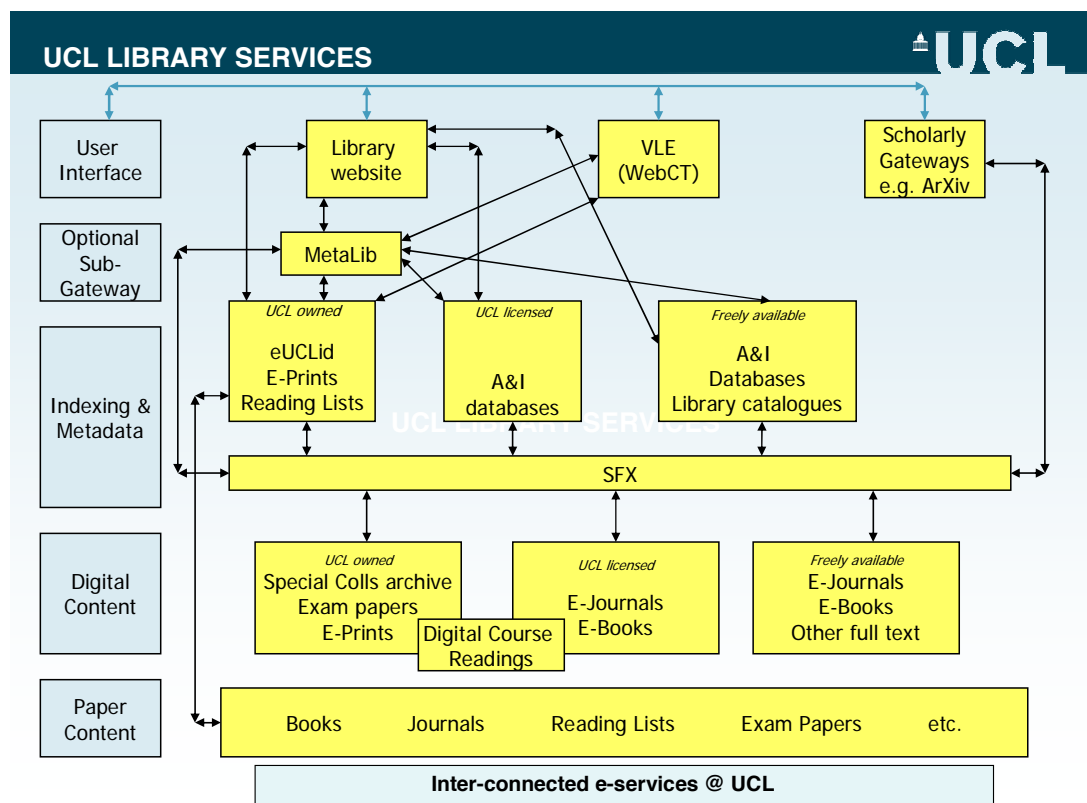 UCL LIBRARY SERVICES
UCL
User
Interface
Library
website
VLE
(WebCT)
Scholarly
Gateways
e.g. ArXiv
Optional
Sub-
Gateway
MetaLib
Indexing &
Metadata
UCL owned
eUCLid
E-Prints
Reading Lists
UCL licensed
A&I
databases
Freely available
A&I
Databases
Library catalogues
UCL LIBRARY SERVICES
SFX
Digital
Content
UCL owned
Special Colls archive
Exam papers
E-Prints
Digital Course
Readings
UCL licensed
E-Journals
E-Books
Freely available
E-Journals
E-Books
Other full text
Paper
Content
Books Journals Reading Lists Exam Papers etc.
Inter-connected e-services @ UCL